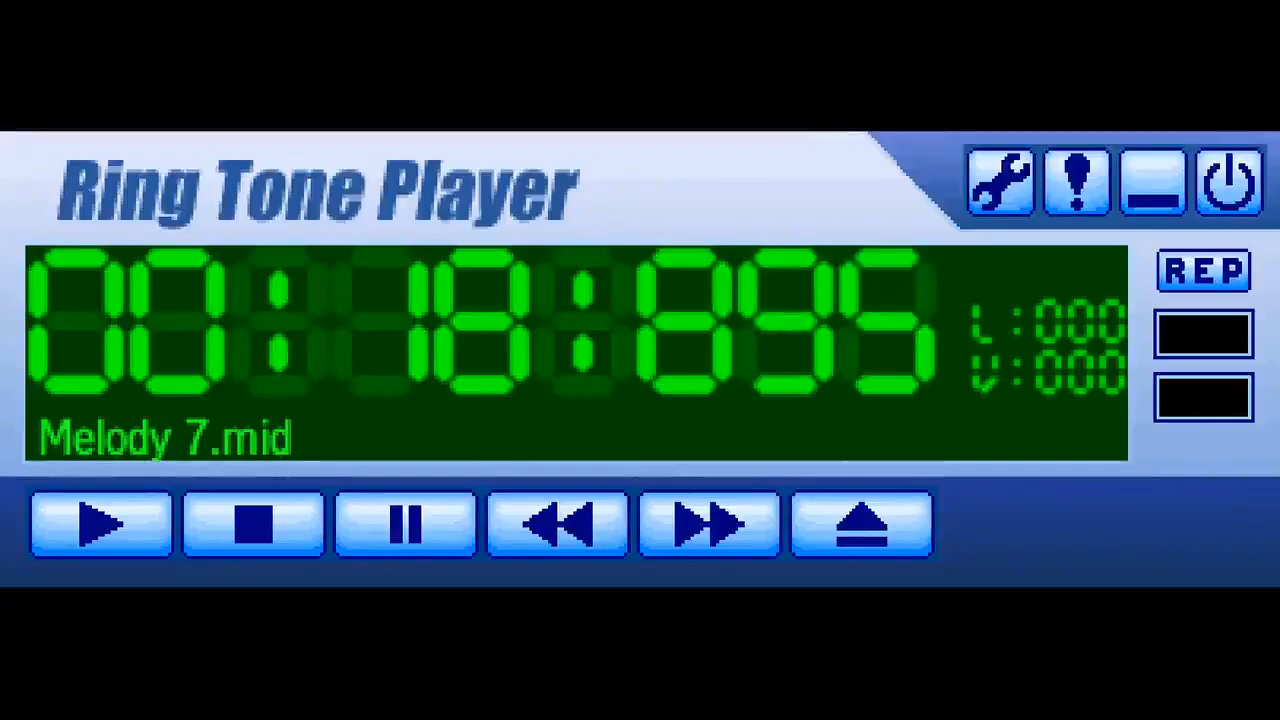 Ring Tone Player
00:18:895
REP
L:000
V:000
Melody 7.mid